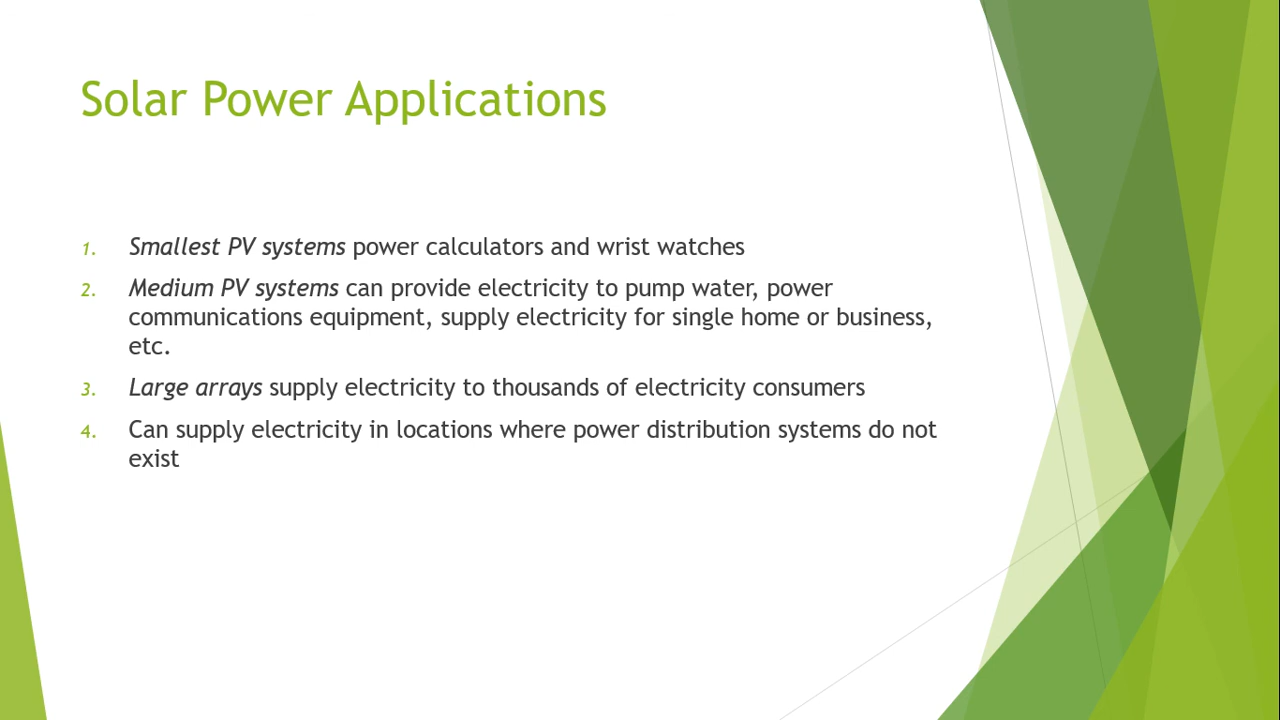 Solar Power Applications
1. Smallest PV systems power calculators and wrist watches
2. Medium PV systems can provide electricity to pump water, power
communications equipment, supply electricity for single home or business,
etc.
3. Large arrays supply electricity to thousands of electricity consumers
4. Can supply electricity in locations where power distribution systems do not
exist